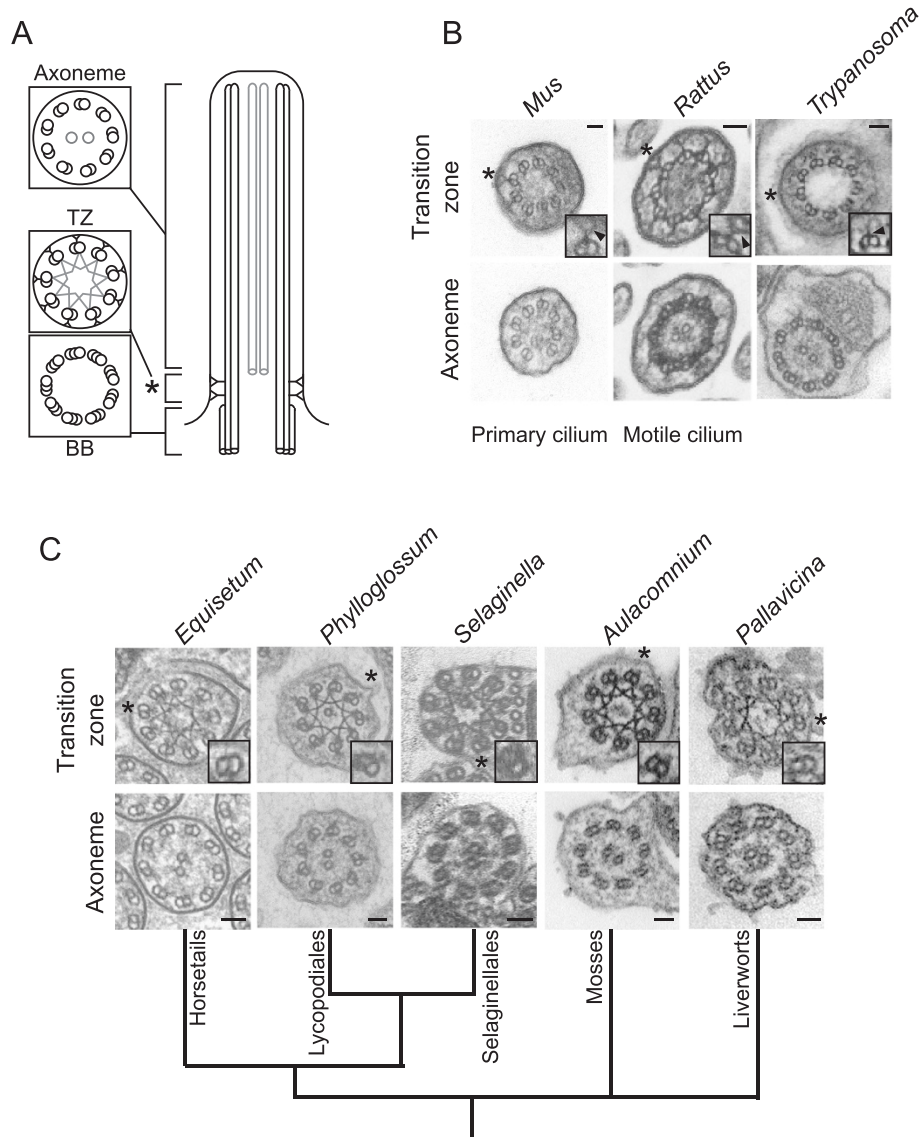 A
Axoneme
TZ
*
BB
B
Mus
Rattus
Trypanosoma
Transition
zone
*
*
*
Axoneme
Primary cilium
Motile cilium
C
Equisetum
Phylloglossum
Selaginella
Aulacomnium
Pallavicina
Transition
zone
*
*
*
*
*
Axoneme
Horsetails
Lycopodiales
Selaginellales
Mosses
Liverworts